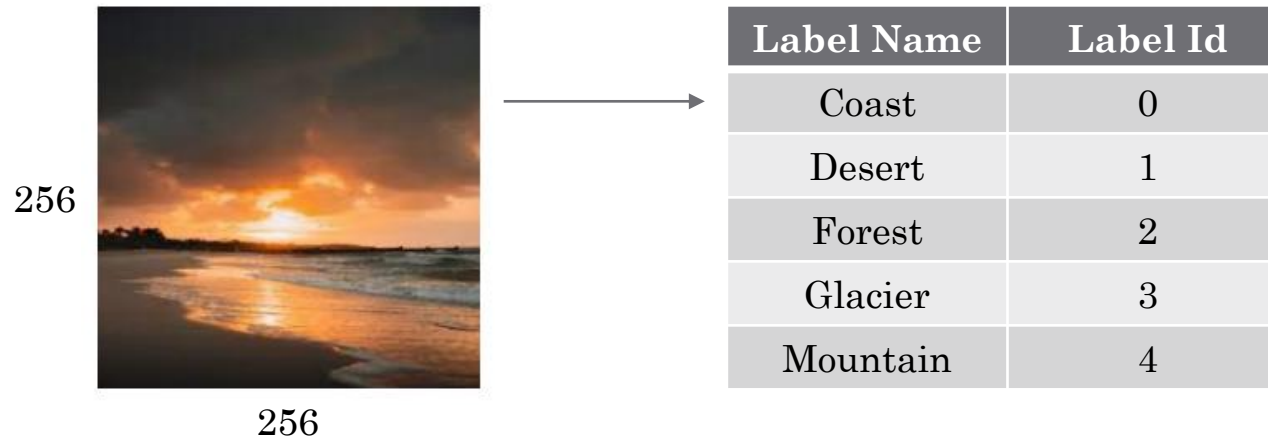 256
256
Label Name Label Id
Coast 0
Desert 1
Forest 2
Glacier 3
Mountain 4